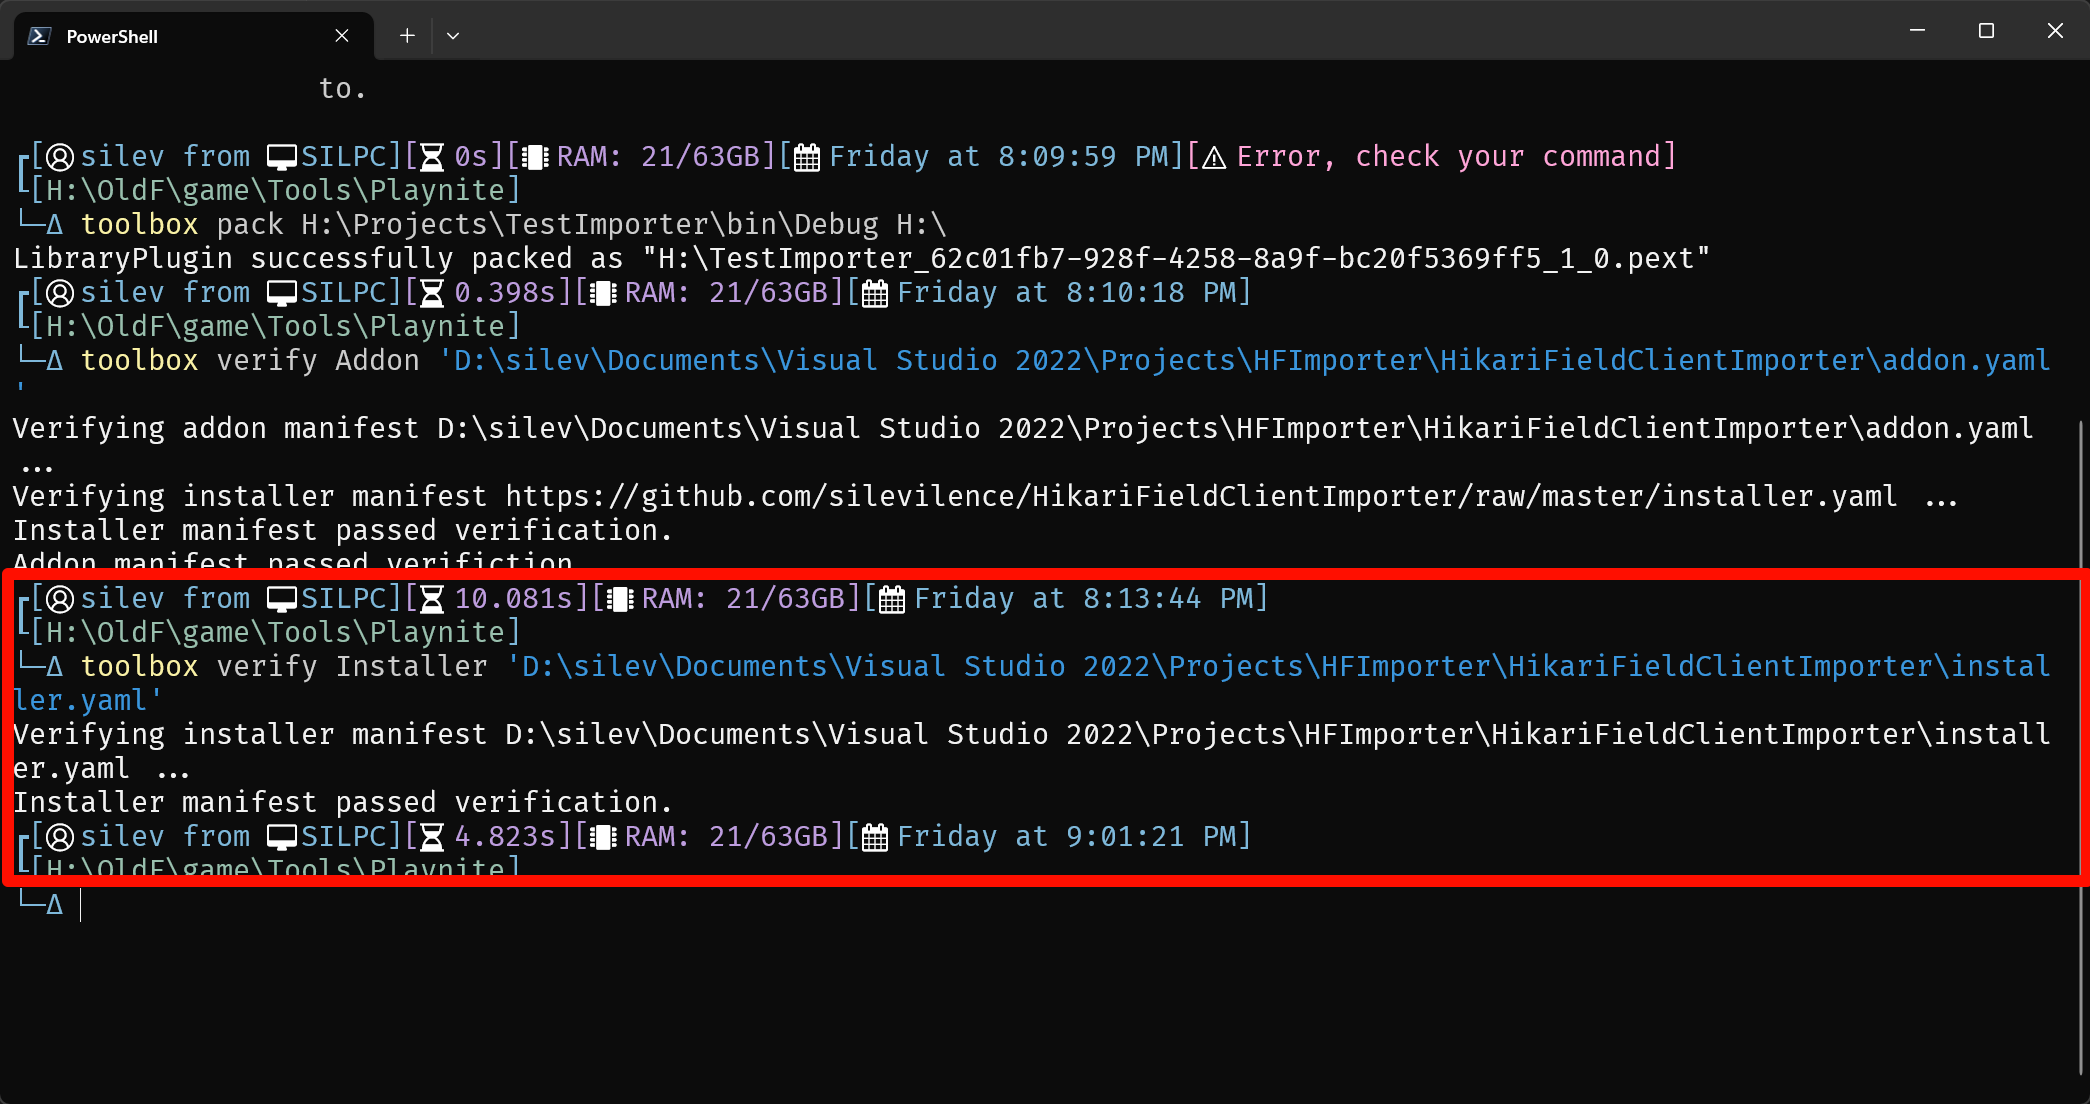 PowerShell
to.
[silev from SILPC][0s][RAM: 21/63GB][Friday at 8:09:59 PM][Error, check your command]
[H:\OldF\game\Tools\Playnite]
Δ toolbox pack H:\Projects\TestImporter\bin\Debug H:\
LibraryPlugin successfully packed as "H:\TestImporter_62c01fb7-928f-4258-8a9f-bc20f5369ff5_1_0.pext"
[silev from SILPC][0.398s][RAM: 21/63GB][Friday at 8:10:18 PM]
[H:\OldF\game\Tools\Playnite]
Δ toolbox verify Addon 'D:\silev\Documents\Visual Studio 2022\Projects\HFImporter\HikariFieldClientImporter\addon.yaml
'
Verifying addon manifest D:\silev\Documents\Visual Studio 2022\Projects\HFImporter\HikariFieldClientImporter\addon.yaml
...
Verifying installer manifest https://github.com/silevilence/HikariFieldClientImporter/raw/master/installer.yaml ...
Installer manifest passed verification.
Addon manifest passed verifiction
[silev from SILPC][10.081s][RAM: 21/63GB][Friday at 8:13:44 PM]
[H:\OldF\game\Tools\Playnite]
Δ toolbox verify Installer 'D:\silev\Documents\Visual Studio 2022\Projects\HFImporter\HikariFieldClientImporter\instal
ler.yaml'
Verifying installer manifest D:\silev\Documents\Visual Studio 2022\Projects\HFImporter\HikariFieldClientImporter\install
er.yaml ...
Installer manifest passed verification.
[silev from SILPC][4.823s][RAM: 21/63GB][Friday at 9:01:21 PM]
[H:\OldF\game\Tools\Playnite]
Δ